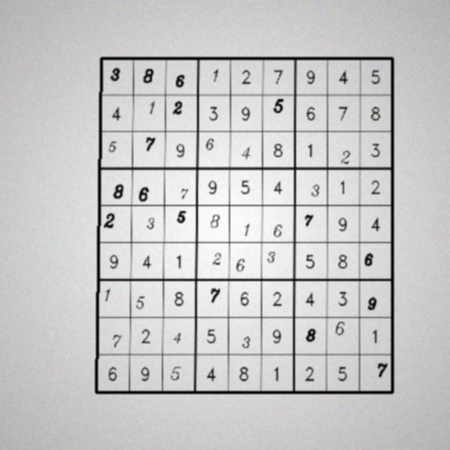 3 8 6 1 2 7 9 4 5
4 1 2 3 9 5 6 7 8
5 7 9 6 4 8 1 2 3
8 6 7 9 5 4 3 1 2
2 3 5 8 1 6 7 9 4
9 4 1 2 6 3 5 8 6
1 5 8 7 6 2 4 3 9
7 2 4 5 3 9 8 6 1
6 9 5 4 8 1 2 5 7